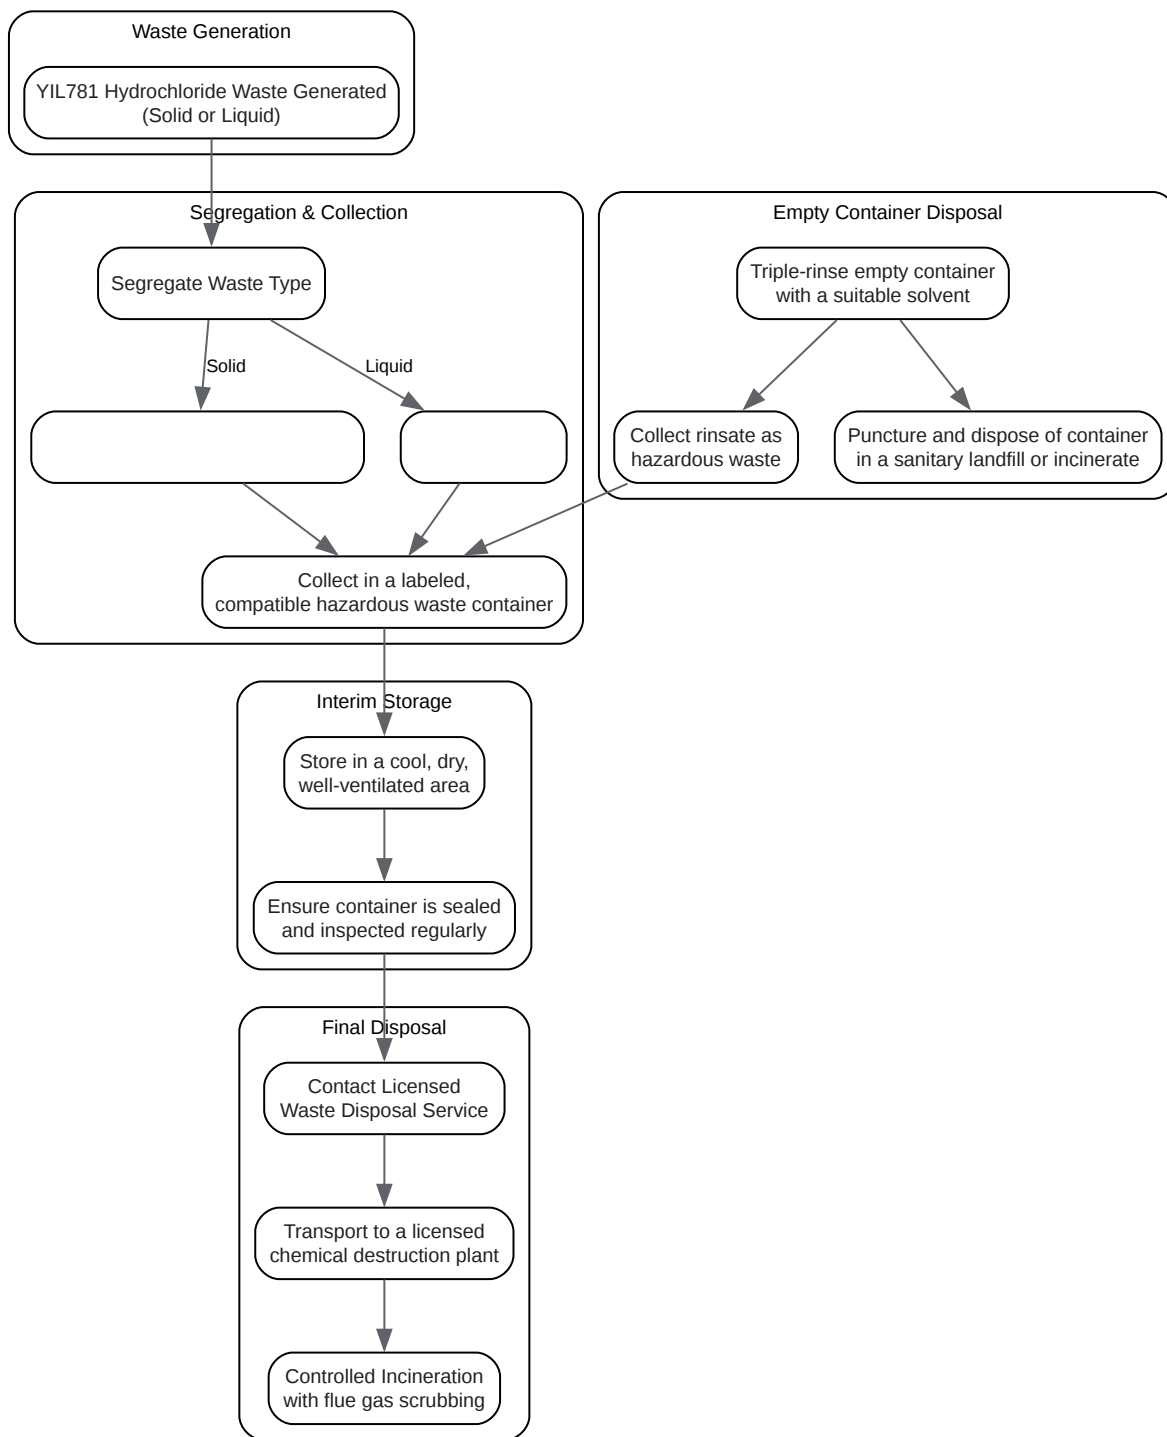 Waste Generation
YIL781 Hydrochloride Waste Generated
(Solid or Liquid)
Segregation & Collection
Segregate Waste Type
Solid
Liquid
Collect in a labeled,
compatible hazardous waste container
Empty Container Disposal
Triple-rinse empty container
with a suitable solvent
Collect rinsate as
hazardous waste
Puncture and dispose of container
in a sanitary landfill or incinerate
Interim Storage
Store in a cool, dry,
well-ventilated area
Ensure container is sealed
and inspected regularly
Final Disposal
Contact Licensed
Waste Disposal Service
Transport to a licensed
chemical destruction plant
Controlled Incineration
with flue gas scrubbing